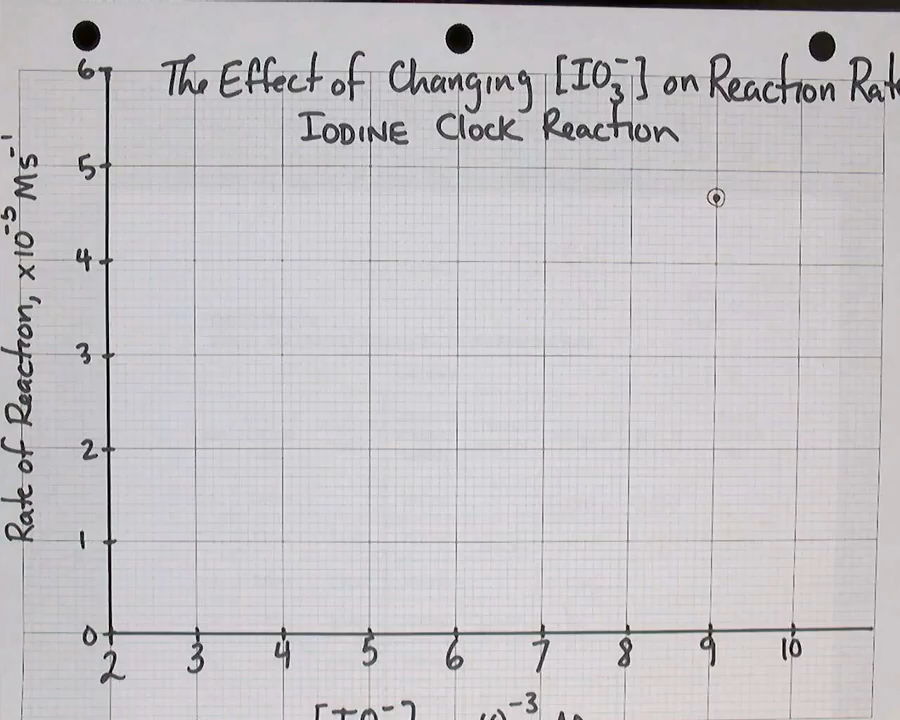 The Effect of Changing [IO₃⁻] on Reaction Rat
IODINE Clock Reaction
Rate of Reaction, x10⁻⁵ Ms⁻¹
6
5
4
3
2
1
0
2 3 4 5 6 7 8 9 10